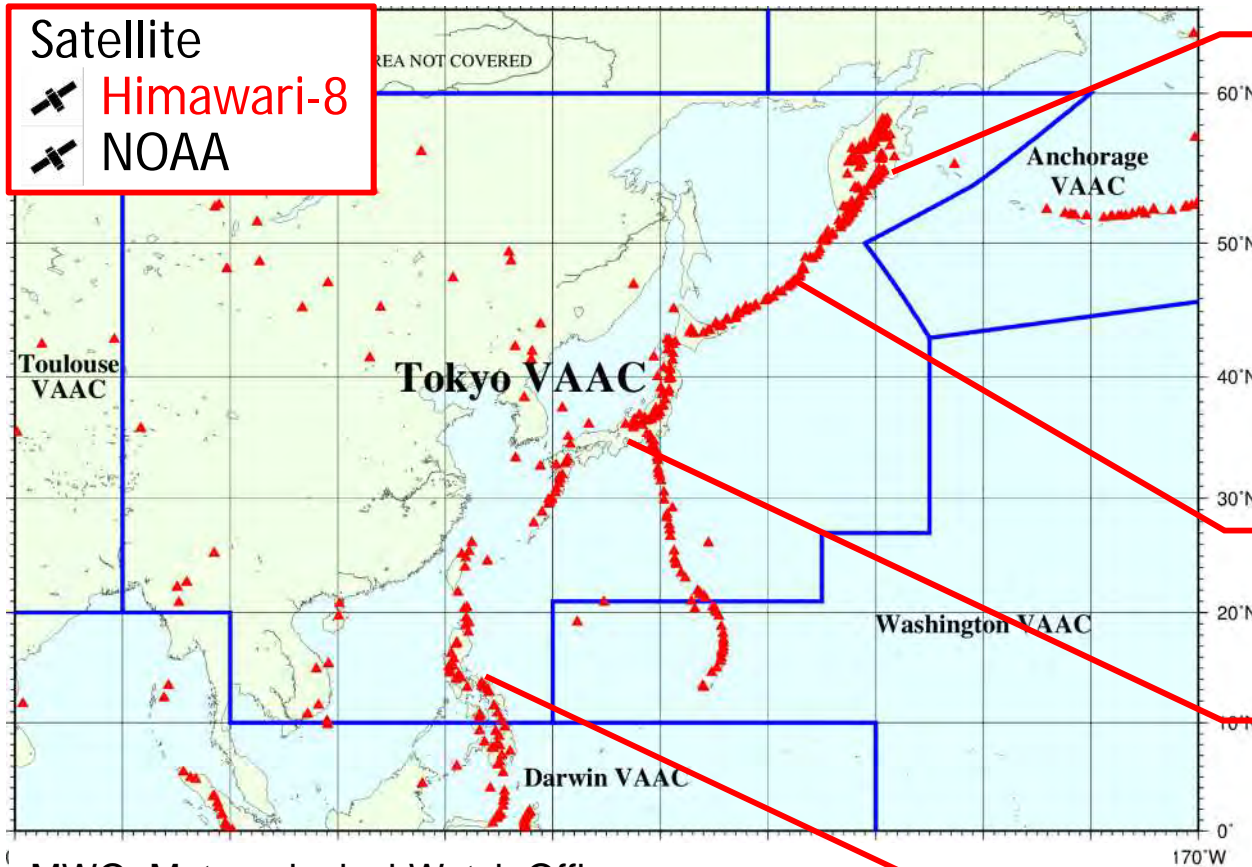 Satellite
Himawari-8
NOAA
REA NOT COVERED
60°N
Anchorage
VAAC
50°N
Toulouse
VAAC
Tokyo VAAC
40°N
30°N
20°N
Washington VAAC
10°N
Darwin VAAC
0°
170°W